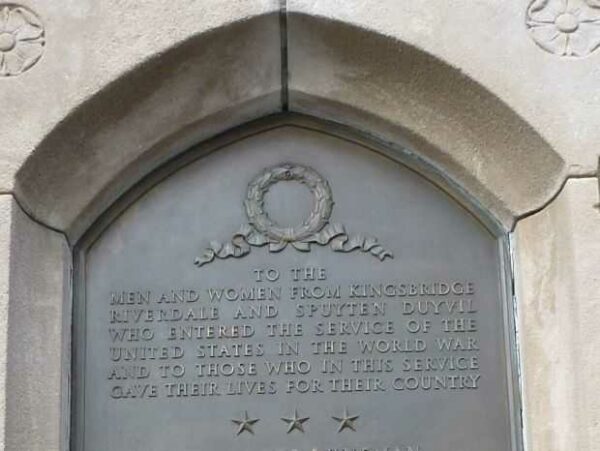 TO THE
MEN AND WOMEN FROM KINGSBRIDGE
RIVERDALE AND SPUYTEN DUYVIL
WHO ENTERED THE SERVICE OF THE
UNITED STATES IN THE WORLD WAR
AND TO THOSE WHO IN THIS SERVICE
GAVE THEIR LIVES FOR THEIR COUNTRY